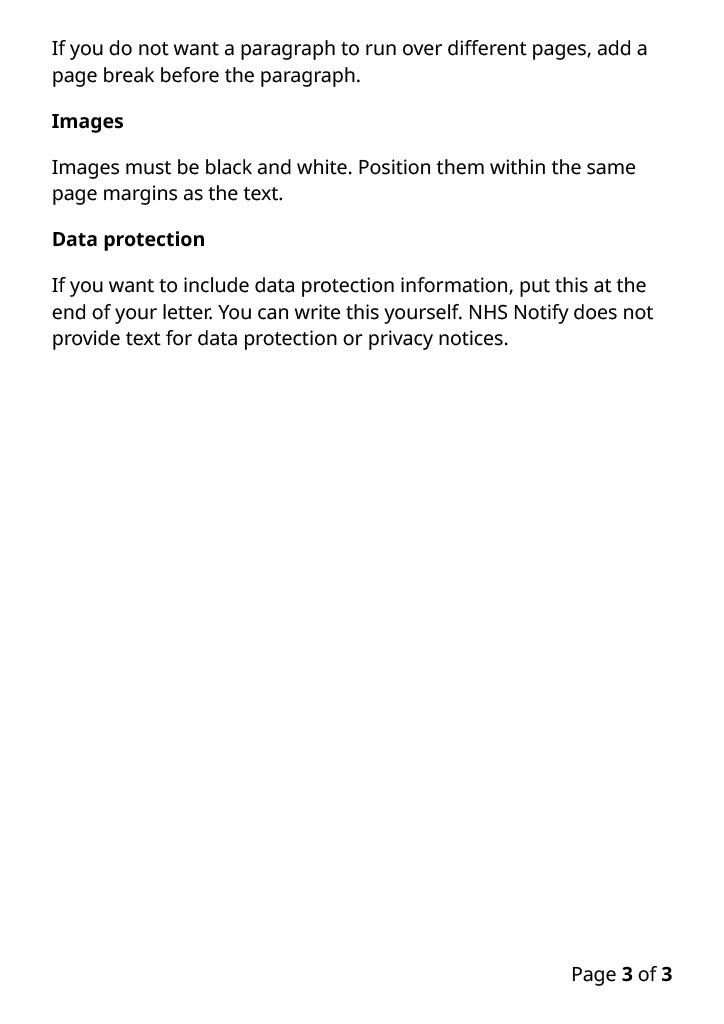 If you do not want a paragraph to run over different pages, add a
page break before the paragraph.
Images
Images must be black and white. Position them within the same
page margins as the text.
Data protection
If you want to include data protection information, put this at the
end of your letter. You can write this yourself. NHS Notify does not
provide text for data protection or privacy notices.
Page 3 of 3